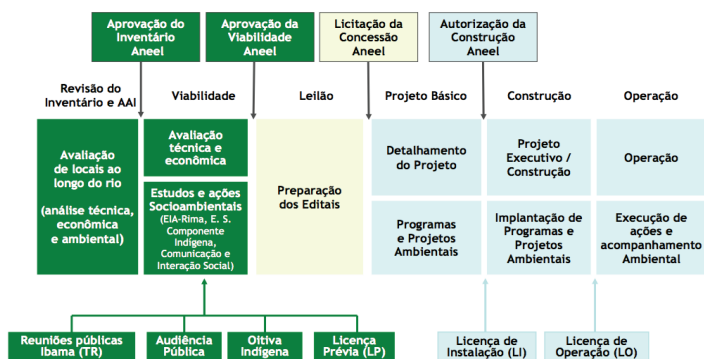 Aprovação do
Inventário
Aneel
Aprovação da
Viabilidade
Aneel
Licitação da
Concessão
Aneel
Autorização da
Construção
Aneel
Revisão do
Inventário e AAI
Viabilidade
Leilão
Projeto Básico
Construção
Operação
Avaliação
de locais ao
longo do rio
(análise técnica,
econômica
e ambiental)
Avaliação
técnica e
econômica
Estudos e ações
Socioambientais
(EIA-Rima, E. S.
Componente
Indígena,
Comunicação e
Interação Social)
Preparação
dos Editais
Detalhamento
do Projeto
Programas
e Projetos
Ambientais
Projeto
Executivo /
Construção
Implantação de
Programas e
Projetos
Ambientais
Operação
Execução de
ações e
acompanhamento
Ambiental
Reuniões públicas
Ibama (TR)
Audiência
Pública
Oitiva
Indígena
Licença
Prévia (LP)
Licença de
Instalação (LI)
Licença de
Operação (LO)